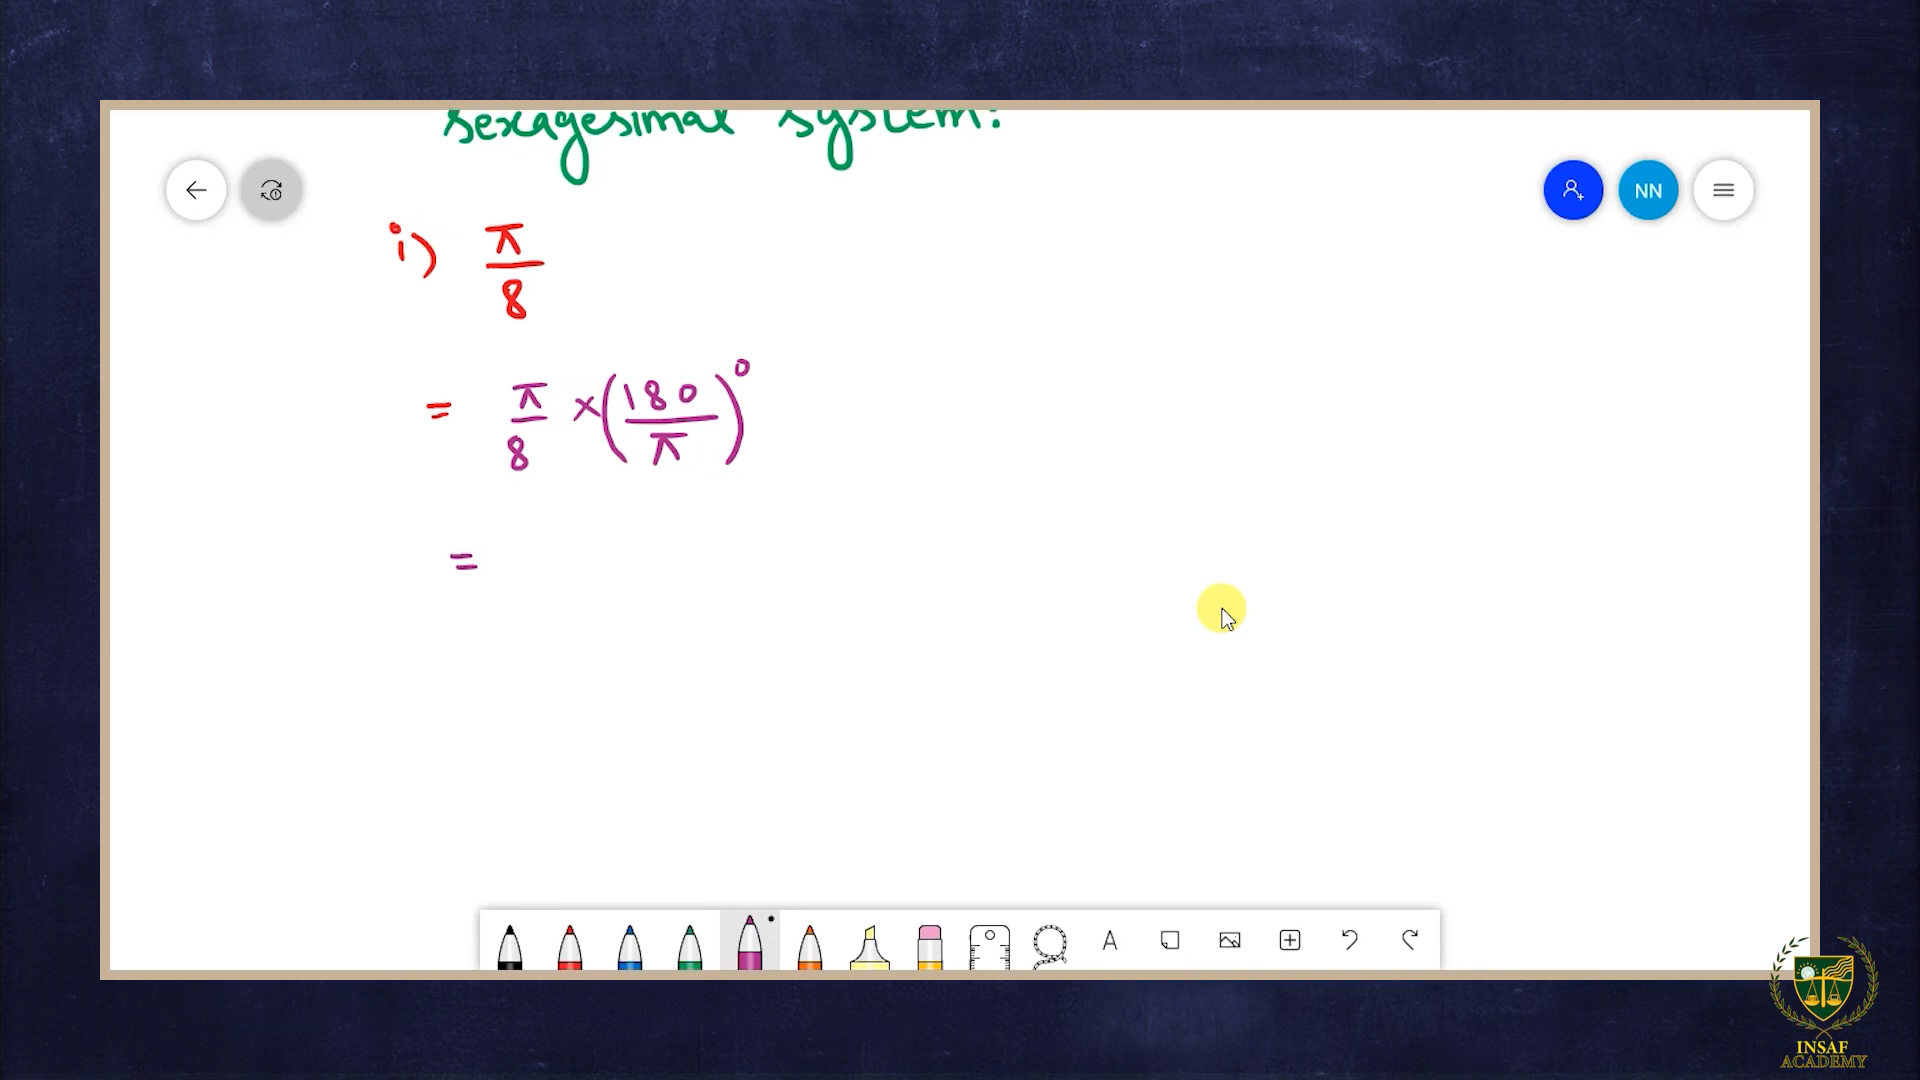 sexagesimal system:
NN
i) π/8
= π/8 × (180/π)°
=
A
INSAF
ACADEMY